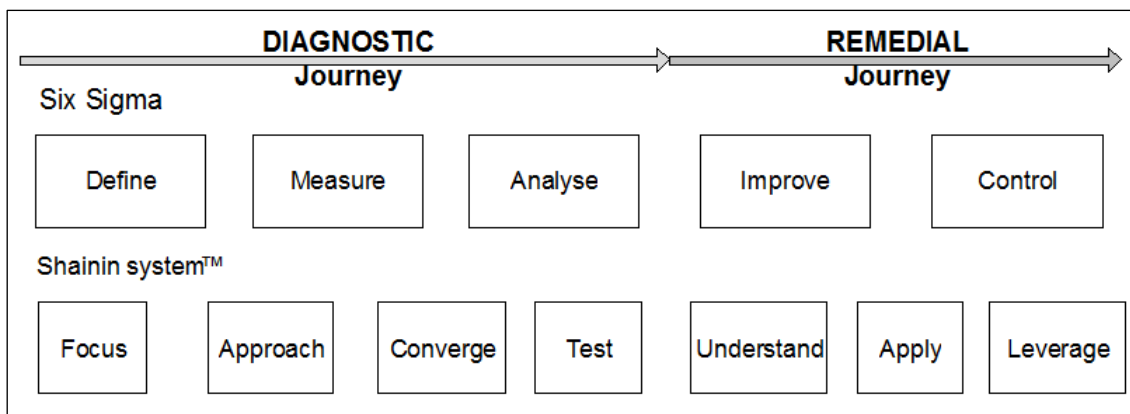 DIAGNOSTIC REMEDIAL
Journey Journey
Six Sigma
Define Measure Analyse Improve Control
Shainin system™
Focus Approach Converge Test Understand Apply Leverage